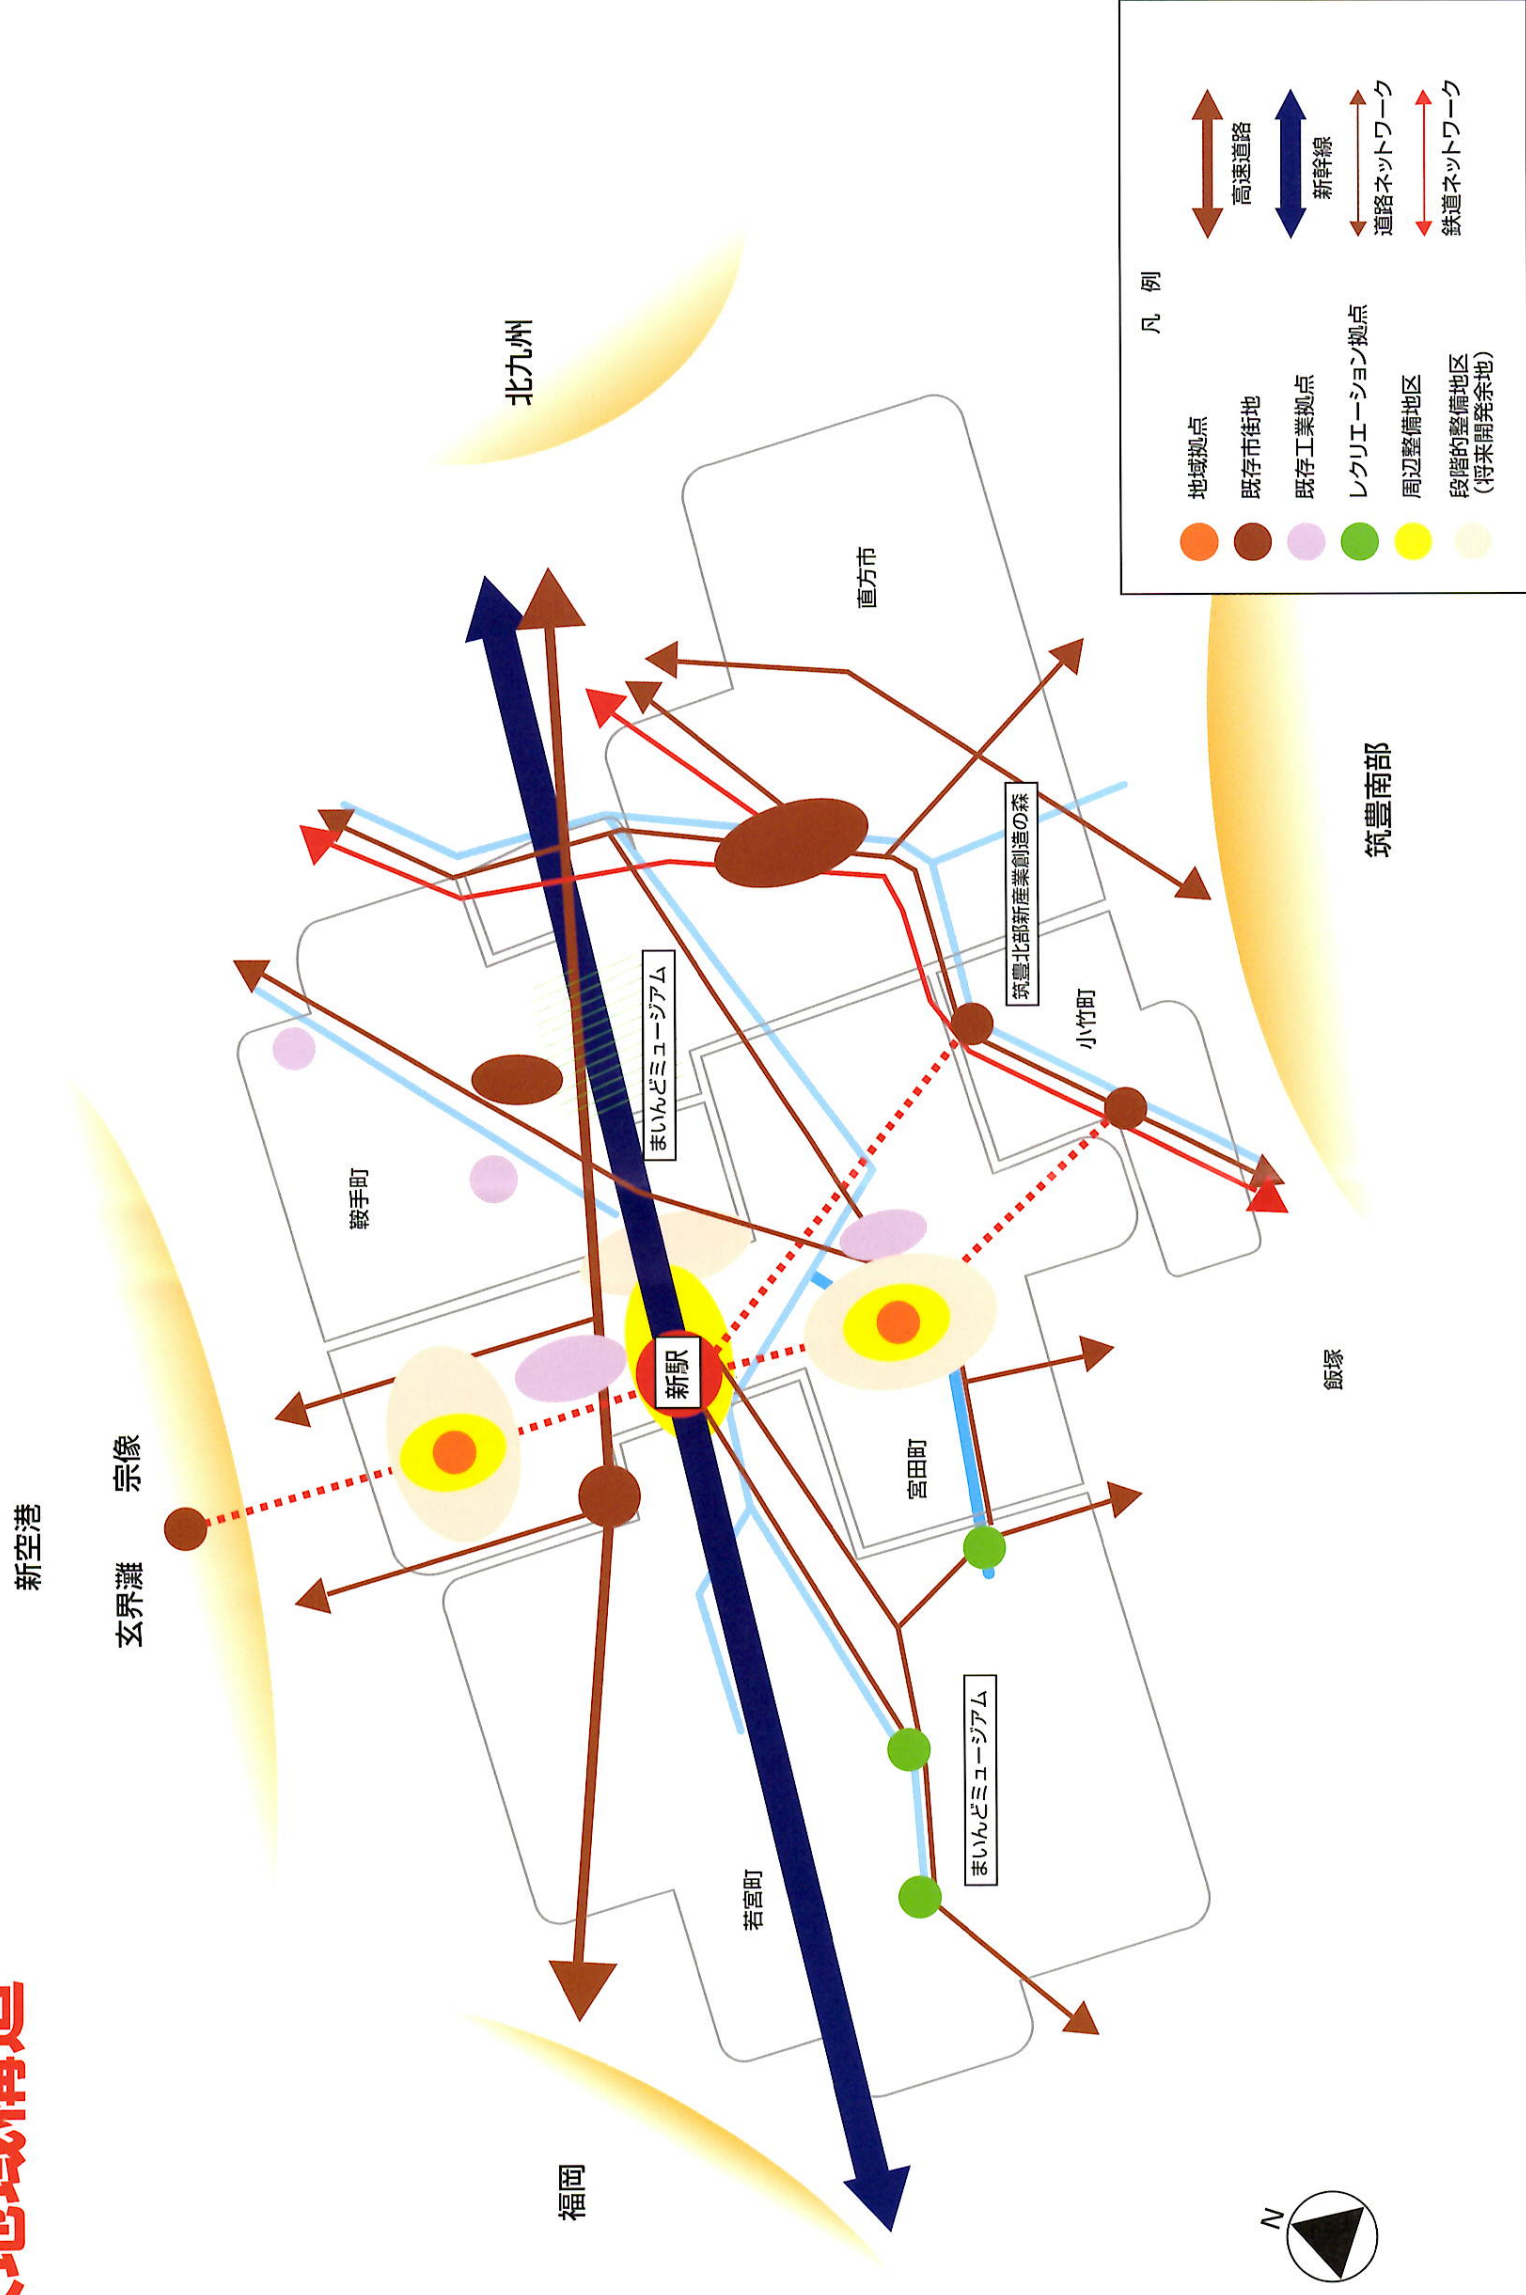 地域構造
新空港
玄界灘
宗像
北九州
鞍手町
福岡
まいんどミュージアム
新駅
若宮町
直方市
宮田町
まいんどミュージアム
筑豊北部新産業創造の森
小竹町
飯塚
筑豊南部
N
凡 例
地域拠点
既存市街地
既存工業拠点
レクリエーション拠点
周辺整備地区
段階的整備地区
(将来開発余地)
高速道路
新幹線
道路ネットワーク
鉄道ネットワーク